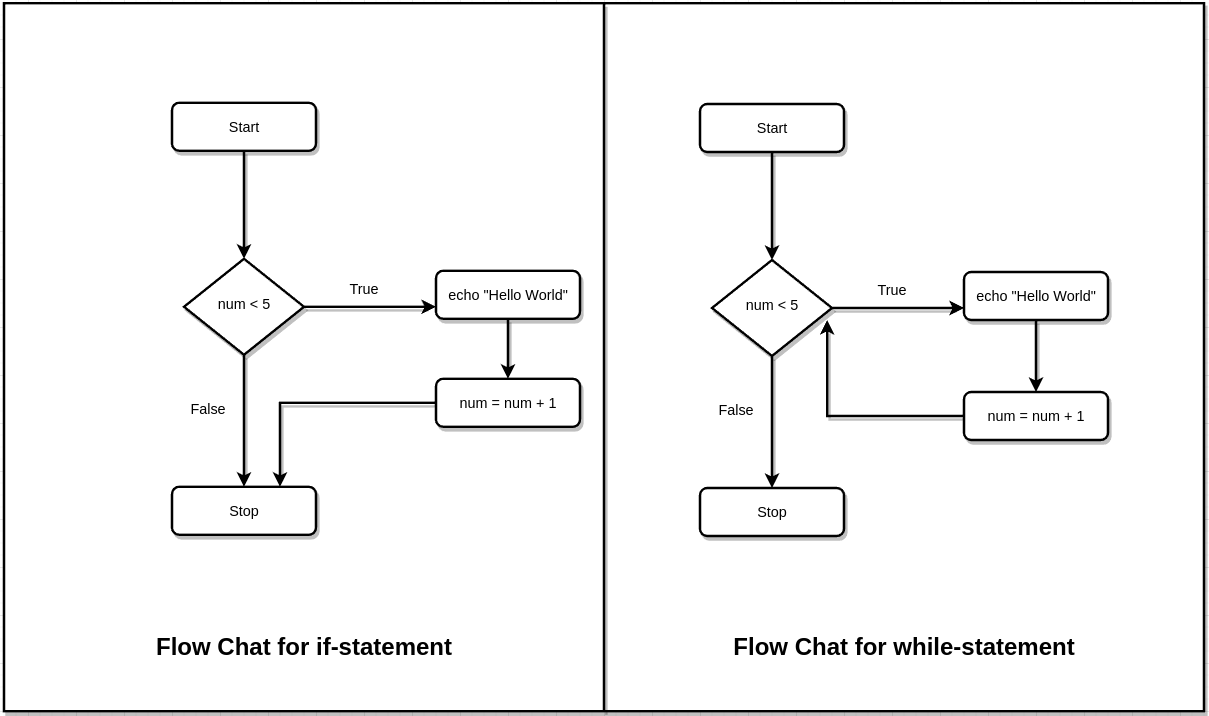 Start
num < 5
True
echo "Hello World"
num = num + 1
False
Stop
Flow Chat for if-statement
Start
num < 5
True
echo "Hello World"
num = num + 1
False
Stop
Flow Chat for while-statement